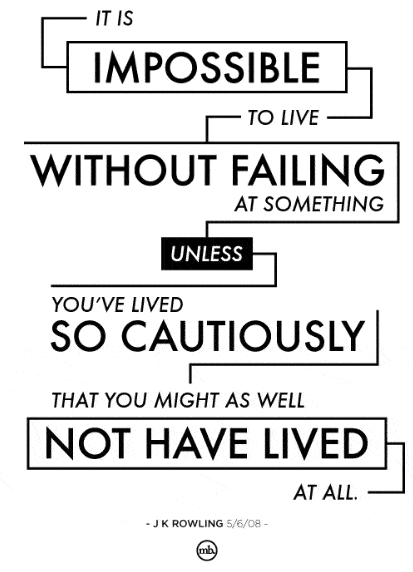 IT IS
IMPOSSIBLE
TO LIVE
WITHOUT FAILING
AT SOMETHING
UNLESS
YOU'VE LIVED
SO CAUTIOUSLY
THAT YOU MIGHT AS WELL
NOT HAVE LIVED
AT ALL.
- J K ROWLING 5/6/08 -
mb.